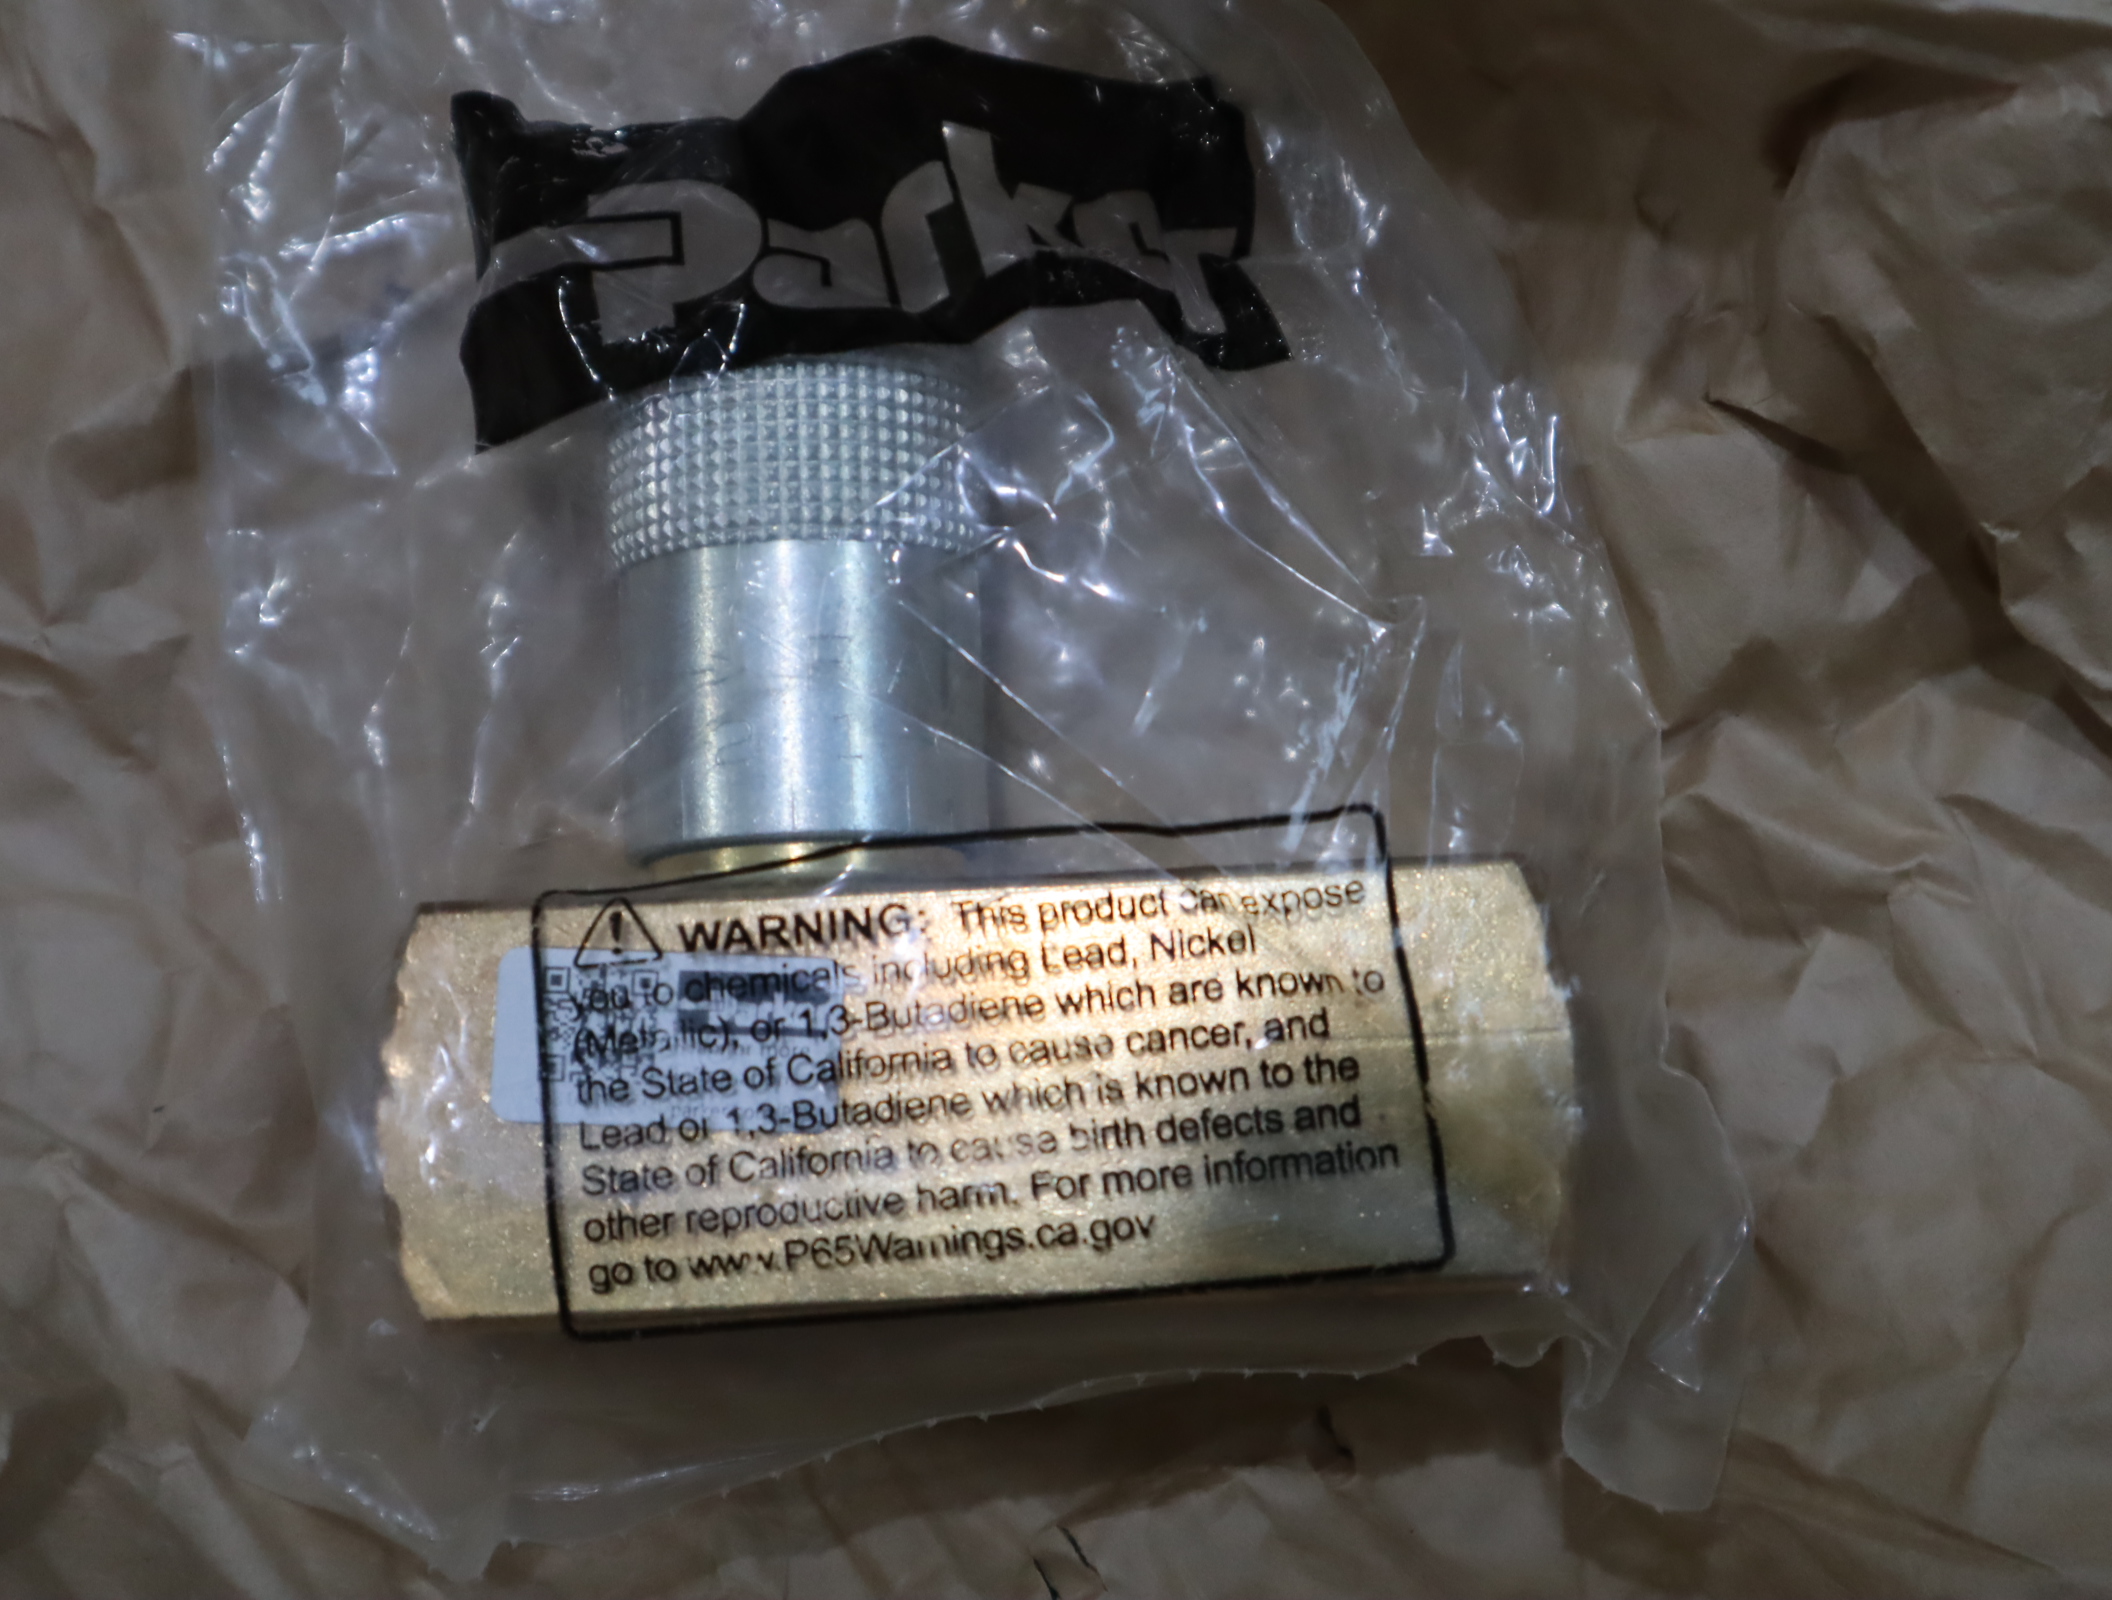 Parker
WARNING: This product can expose
you to chemicals including Lead, Nickel
(Metallic), or 1,3-Butadiene which are known to
the State of California to cause cancer, and
Lead or 1,3-Butadiene which is known to the
State of California to cause birth defects and
other reproductive harm. For more information
go to www.P65Warnings.ca.gov